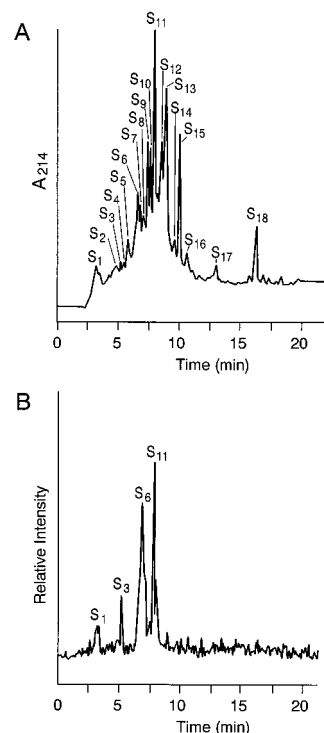 A
S11
S10
S12
S9
S13
S8
S14
S7
S15
S6
S5
S4
S3
S2
S1
S16
S17
S18
A214
0 5 10 15 20
Time (min)
B
S11
S6
S3
S1
Relative Intensity
0 5 10 15 20
Time (min)